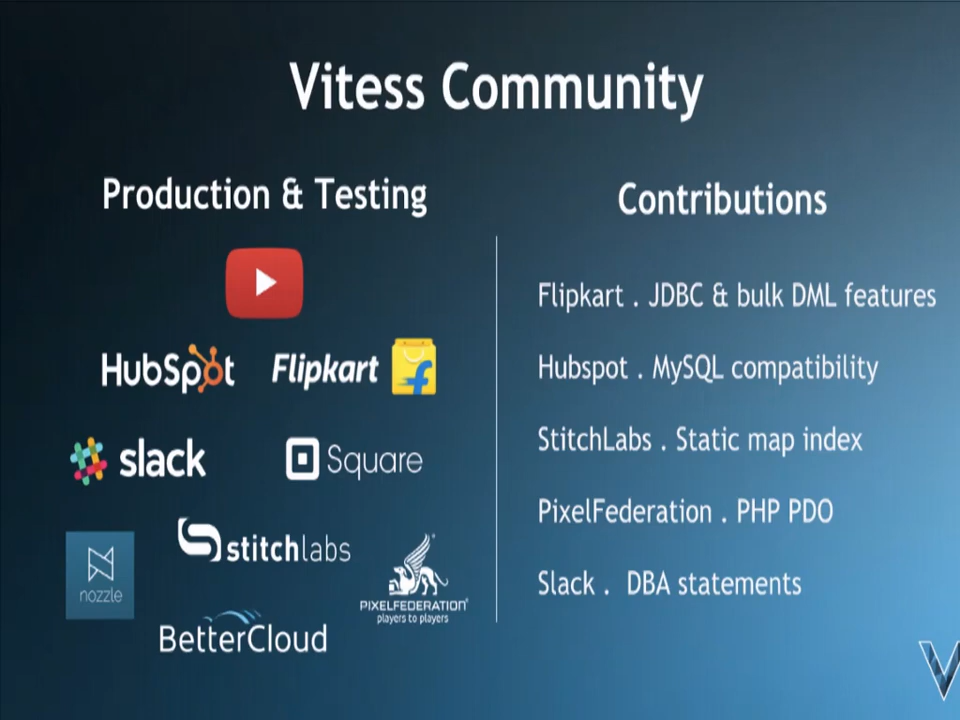 Vitess Community
Production & Testing
HubSpot
Flipkart
slack
Square
stitchlabs
nozzle
PIXELFEDERATION®
players to players
BetterCloud
Contributions
Flipkart . JDBC & bulk DML features
Hubspot . MySQL compatibility
StitchLabs . Static map index
PixelFederation . PHP PDO
Slack . DBA statements